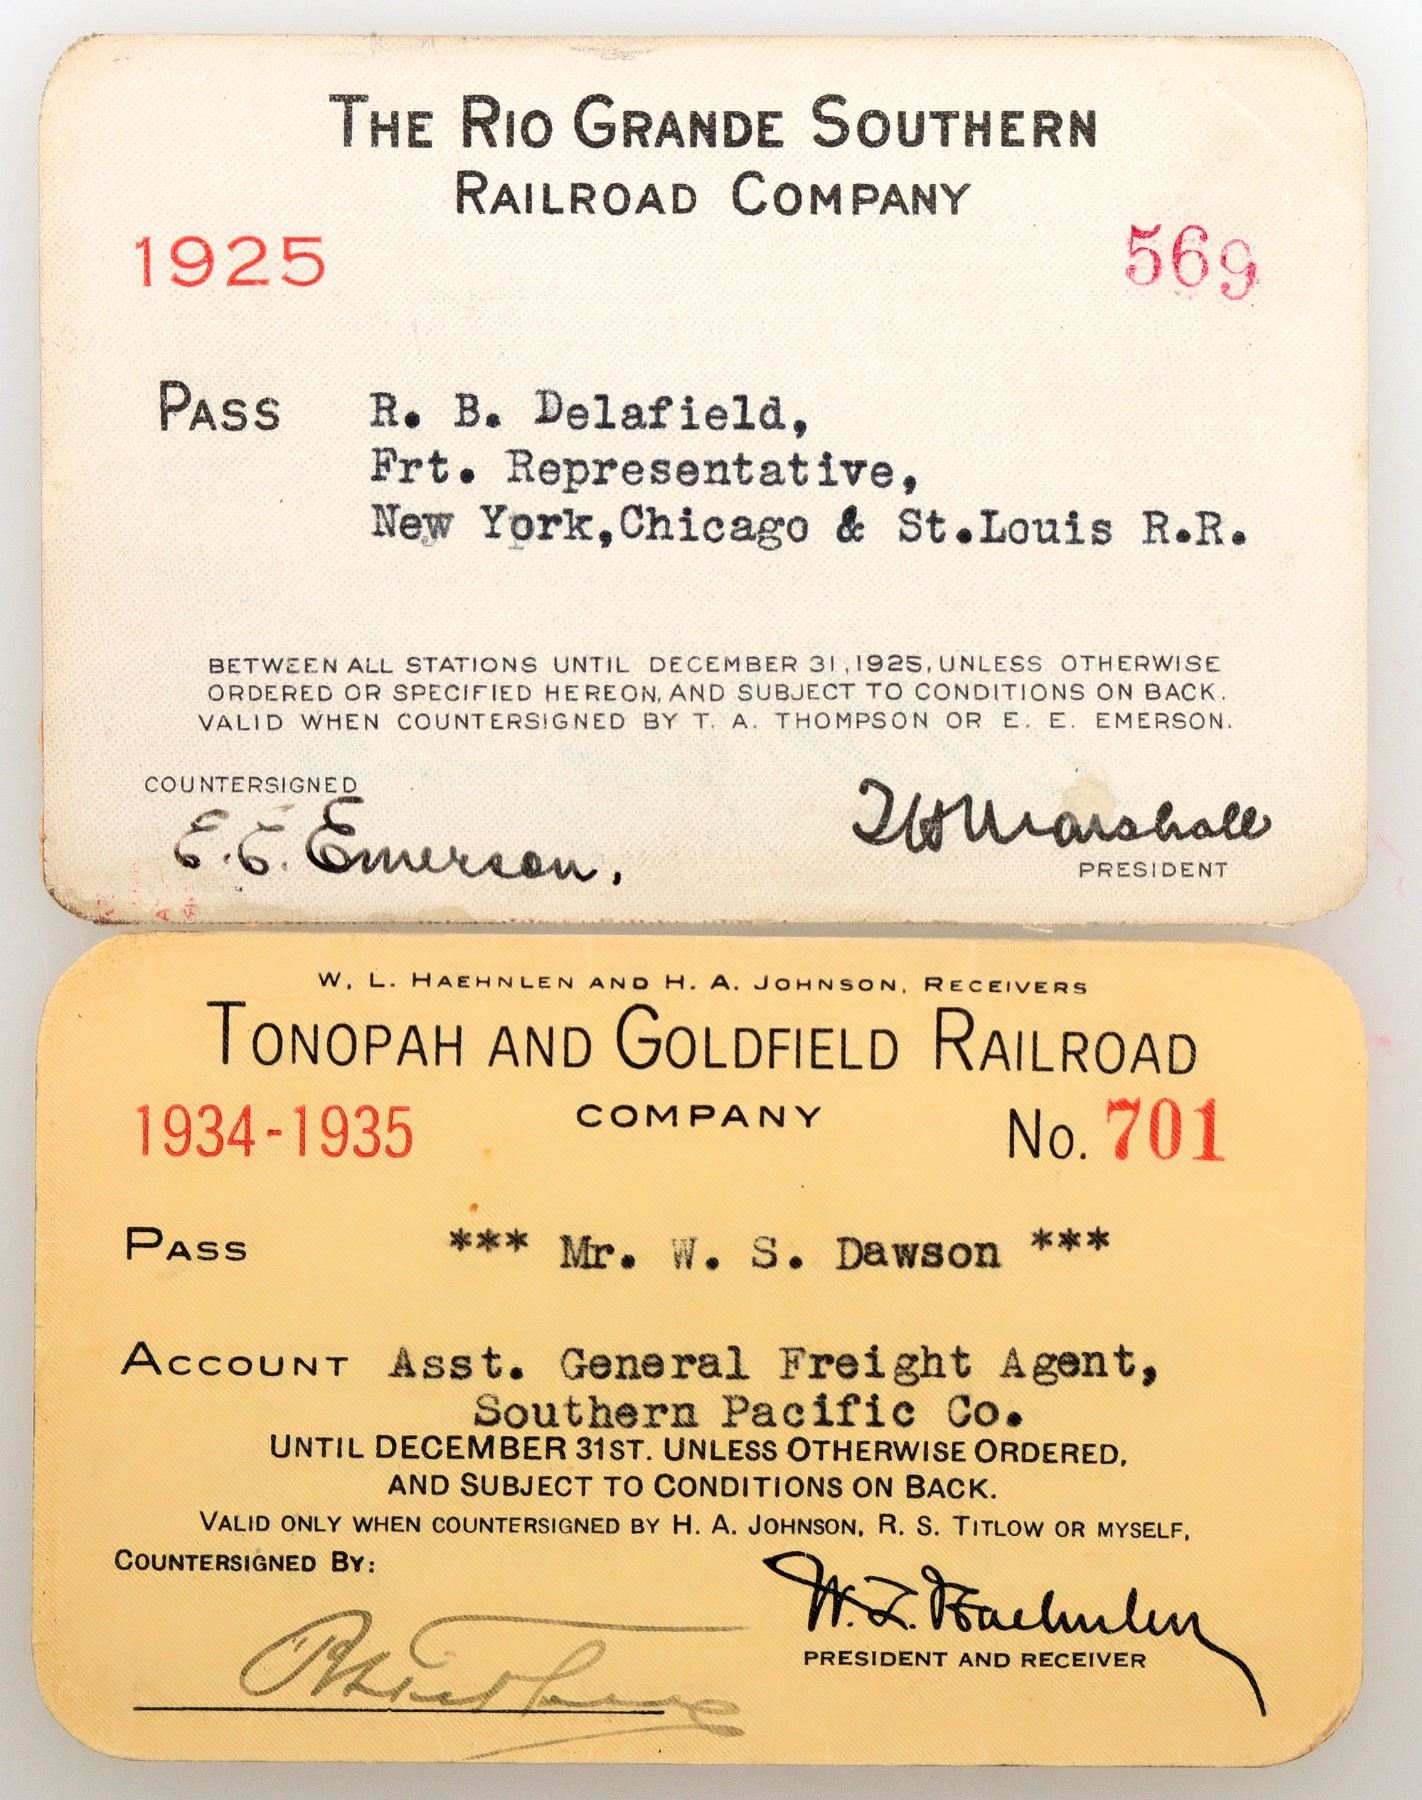 THE RIO GRANDE SOUTHERN
RAILROAD COMPANY
1925
569
PASS R. B. Delafield,
Frt. Representative,
New York,Chicago & St.Louis R.R.
BETWEEN ALL STATIONS UNTIL DECEMBER 31,1925, UNLESS OTHERWISE
ORDERED OR SPECIFIED HEREON, AND SUBJECT TO CONDITIONS ON BACK.
VALID WHEN COUNTERSIGNED BY T. A. THOMPSON OR E. E. EMERSON.
COUNTERSIGNED
E. E. Emerson.
Marshall
PRESIDENT
W. L. HAEHNLEN AND H. A. JOHNSON, RECEIVERS
TONOPAH AND GOLDFIELD RAILROAD
COMPANY
1934-1935
No. 701
PASS *** Mr. W. S. Dawson ***
ACCOUNT Asst. General Freight Agent,
Southern Pacific Co.
UNTIL DECEMBER 31ST. UNLESS OTHERWISE ORDERED,
AND SUBJECT TO CONDITIONS ON BACK.
VALID ONLY WHEN COUNTERSIGNED BY H. A. JOHNSON, R. S. TITLOW OR MYSELF,
COUNTERSIGNED BY:
W. L. Haehnlen
PRESIDENT AND RECEIVER